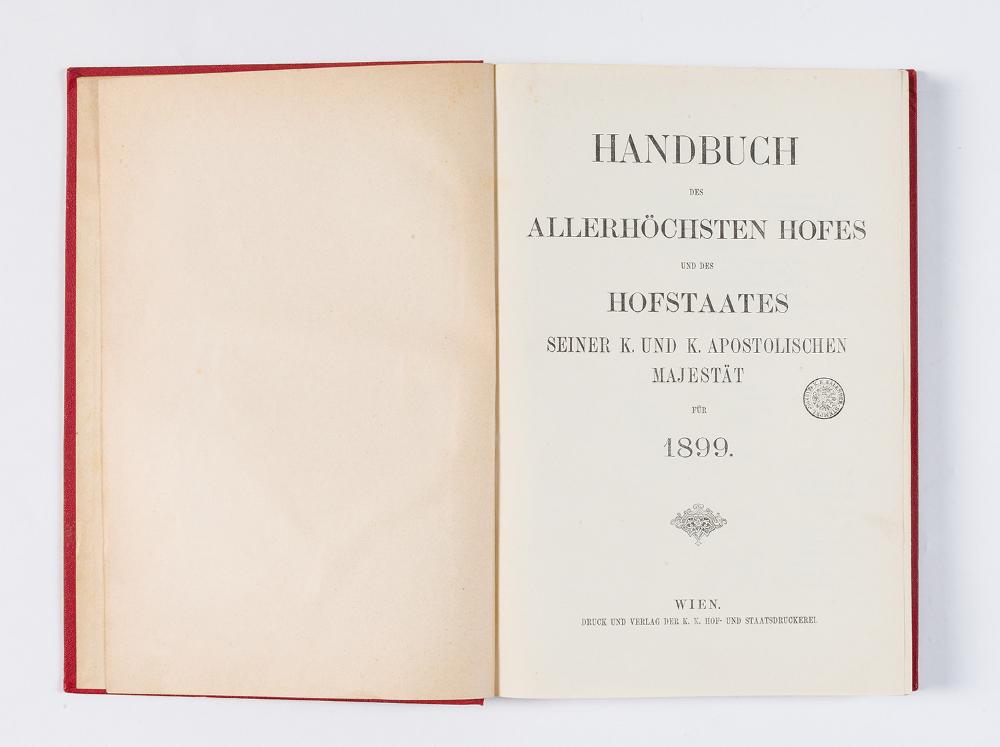 HANDBUCH
DES
ALLERHÖCHSTEN HOFES
UND DES
HOFSTAATES
SEINER K. UND K. APOSTOLISCHEN
MAJESTÄT
FÜR
1899.
WIEN.
DRUCK UND VERLAG DER K. K. HOF- UND STAATSDRUCKEREI.